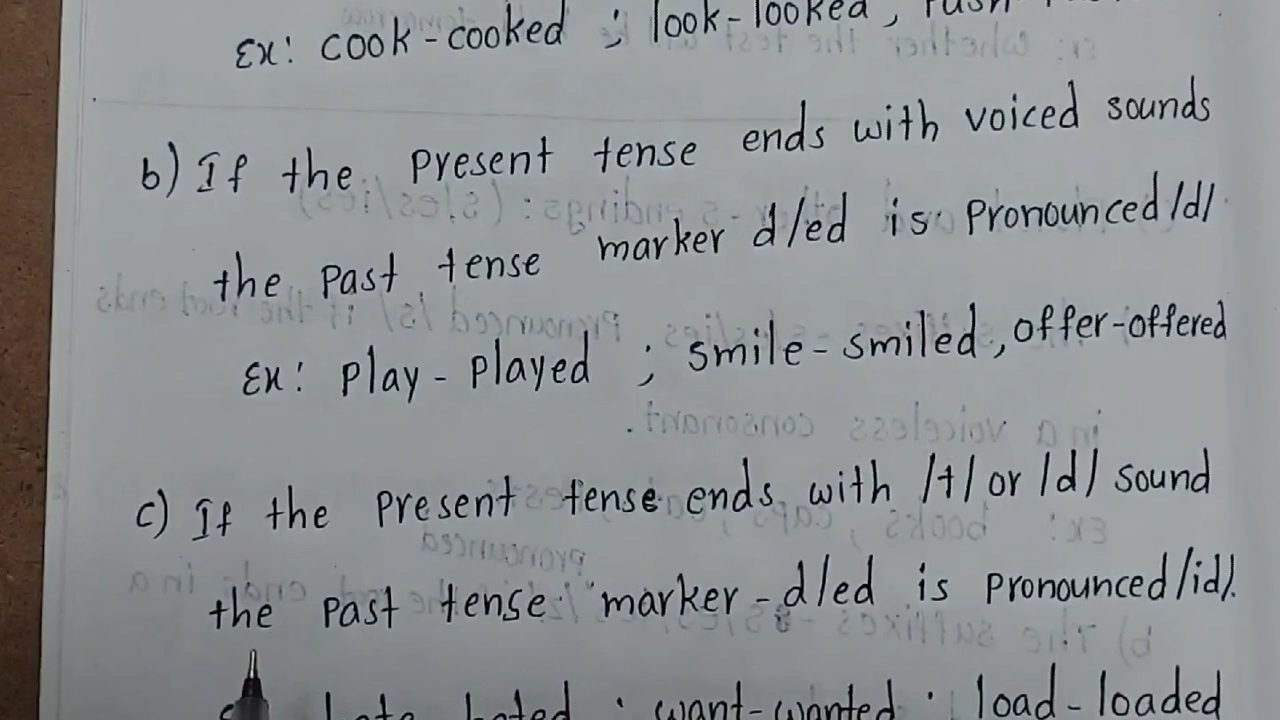 Ex: cook-cooked ; look-looked,
b) If the present tense ends with voiced sounds
the past tense marker d/ed is pronounced /d/
Ex: play-played ; smile-smiled, offer-offered
c) If the present tense ends with /t/ or /d/ sound
the past tense marker -d/ed is pronounced /id/.
want-wanted ; load-loaded